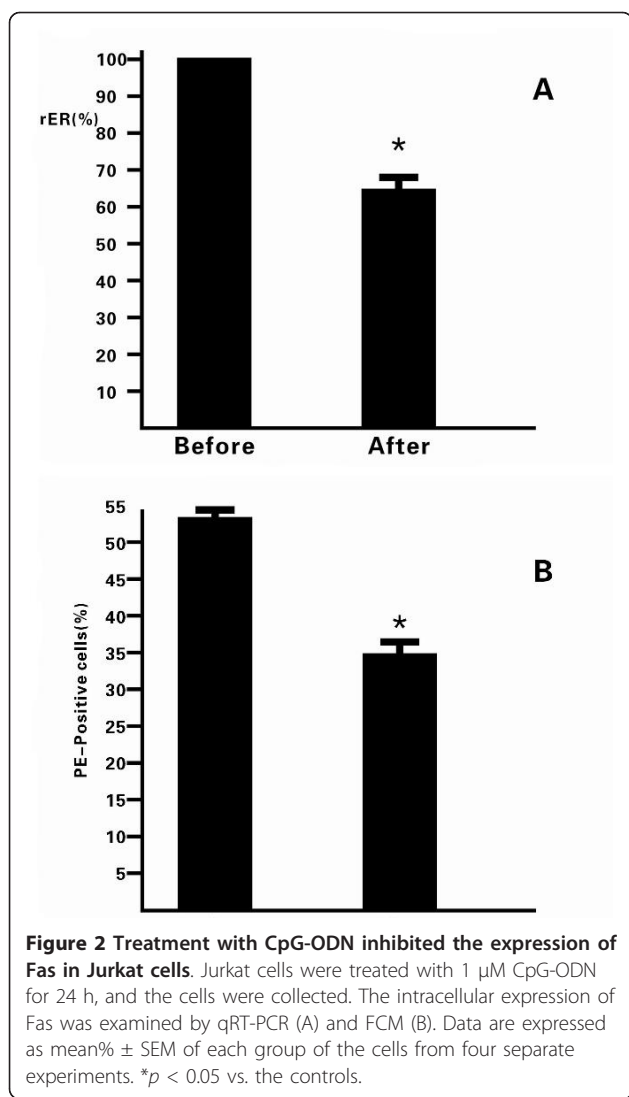 100
A
90
rER(%)
80
*
70
60
50
40
30
20
10
Before After
55
B
50
45
PE-Positive cells(%)
40
*
35
30
25
20
15
10
5
Figure 2 Treatment with CpG-ODN inhibited the expression of
Fas in Jurkat cells. Jurkat cells were treated with 1 μM CpG-ODN
for 24 h, and the cells were collected. The intracellular expression of
Fas was examined by qRT-PCR (A) and FCM (B). Data are expressed
as mean% ± SEM of each group of the cells from four separate
experiments. *p < 0.05 vs. the controls.